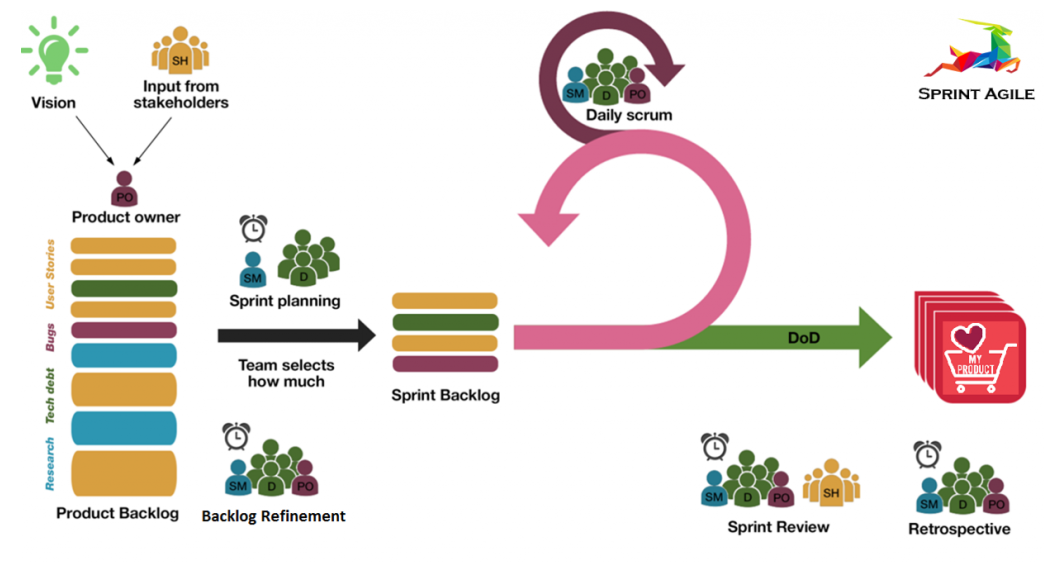 Vision
SH
Input from
stakeholders
PO
Product owner
User Stories
Bugs
Tech debt
Research
Product Backlog
SM
D
Sprint planning
Team selects
how much
SM
D
PO
Backlog Refinement
Sprint Backlog
SM
D
PO
Daily scrum
DoD
SPRINT AGILE
MY
PRODUCT
SM
D
PO
SH
Sprint Review
SM
D
PO
Retrospective